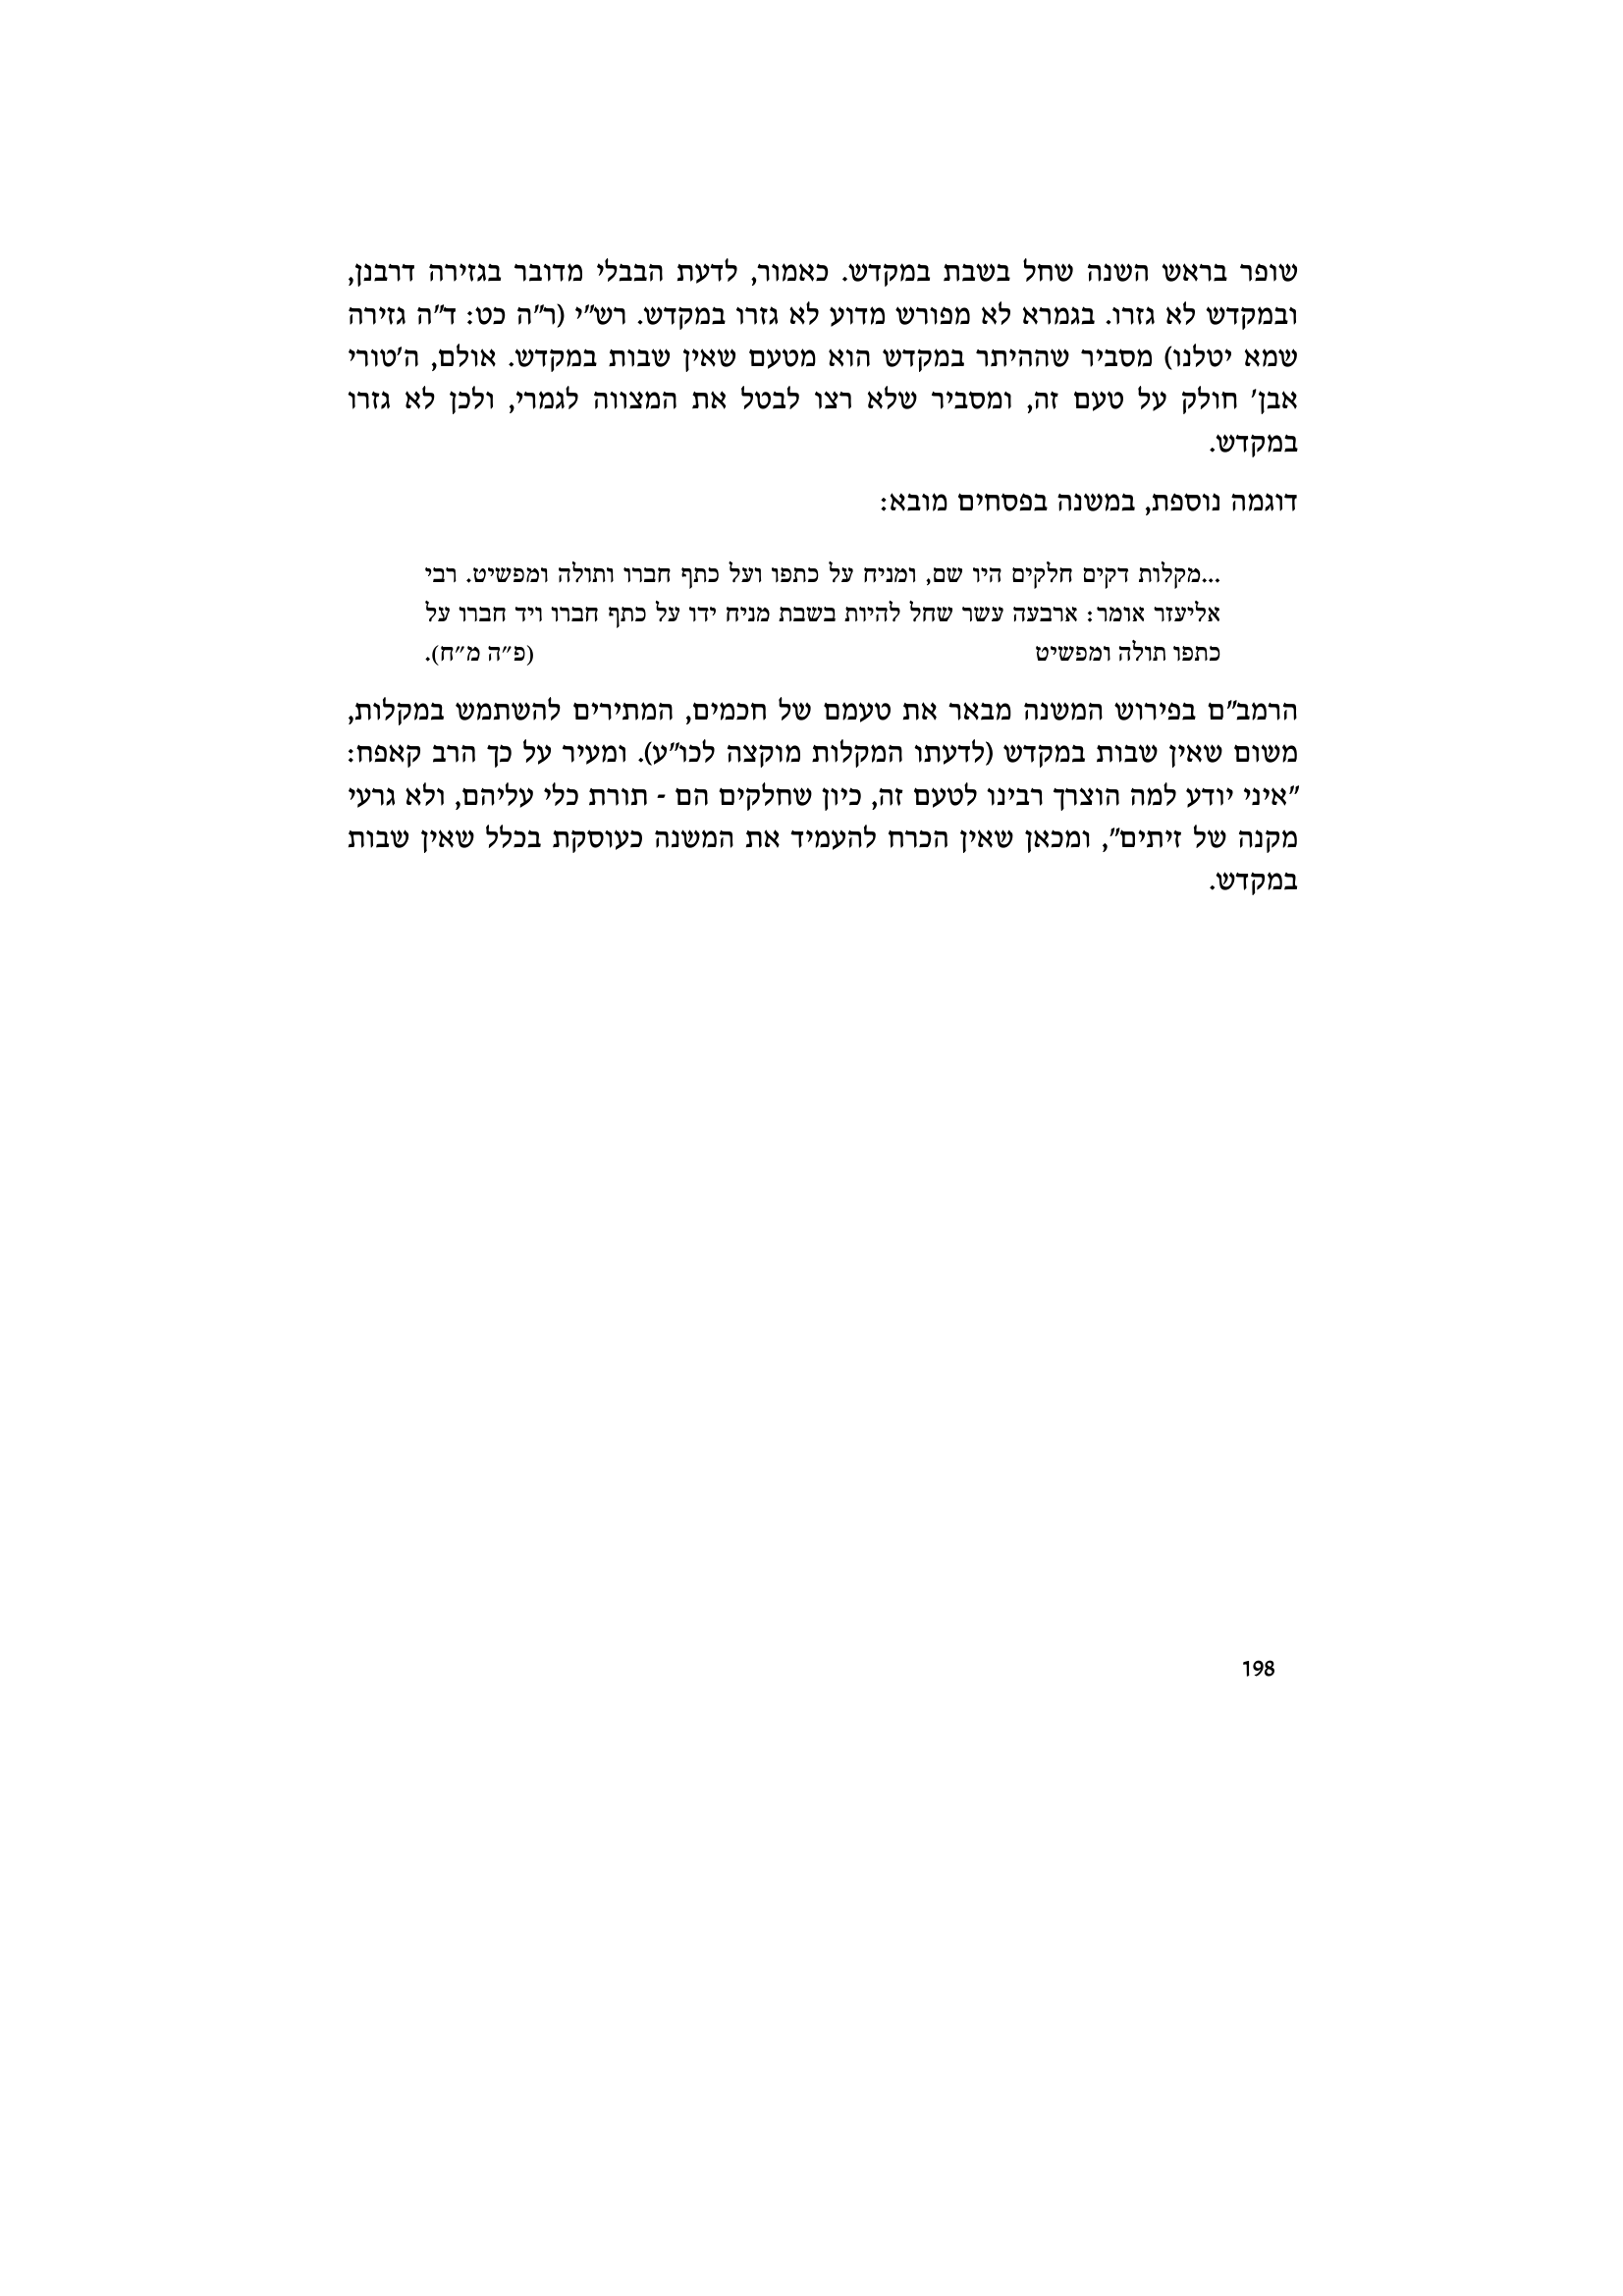 שופר בראש השנה שחל בשבת במקדש. כאמור, לדעת הבבלי מדובר בגזירה דרבנן,
ובמקדש לא גזרו. בגמרא לא מפורש מדוע לא גזרו במקדש. רש"י (ר"ה כט: ד"ה גזירה
שמא יטלנו) מסביר שההיתר במקדש הוא מטעם שאין שבות במקדש. אולם, ה'טורי
אבן' חולק על טעם זה, ומסביר שלא רצו לבטל את המצווה לגמרי, ולכן לא גזרו
במקדש.
דוגמה נוספת, במשנה בפסחים מובא:
...מקלות דקים חלקים היו שם, ומניח על כתפו ועל כתף חברו ותולה ומפשיט. רבי
אליעזר אומר: ארבעה עשר שחל להיות בשבת מניח ידו על כתף חברו ויד חברו על
כתפו תולה ומפשיט (פ״ה מ״ח).
הרמב"ם בפירוש המשנה מבאר את טעמם של חכמים, המתירים להשתמש במקלות,
משום שאין שבות במקדש (לדעתו המקלות מוקצה לכו"ע). ומעיר על כך הרב קאפח:
"איני יודע למה הוצרך רבינו לטעם זה, כיון שחלקים הם - תורת כלי עליהם, ולא גרעי
מקנה של זיתים", ומכאן שאין הכרח להעמיד את המשנה כעוסקת בכלל שאין שבות
במקדש.
198